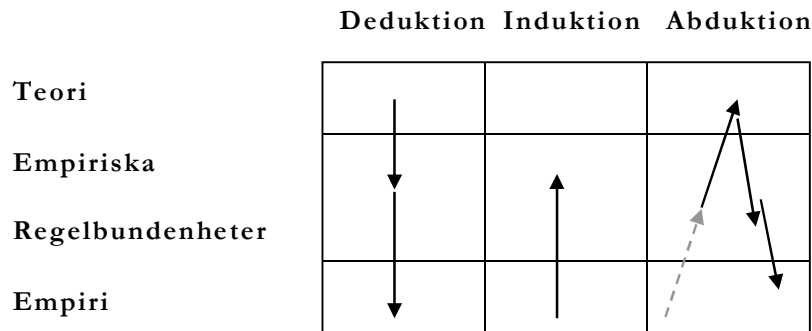 Deduktion Induktion Abduktion
Teori
Empiriska
Regelbundenheter
Empiri